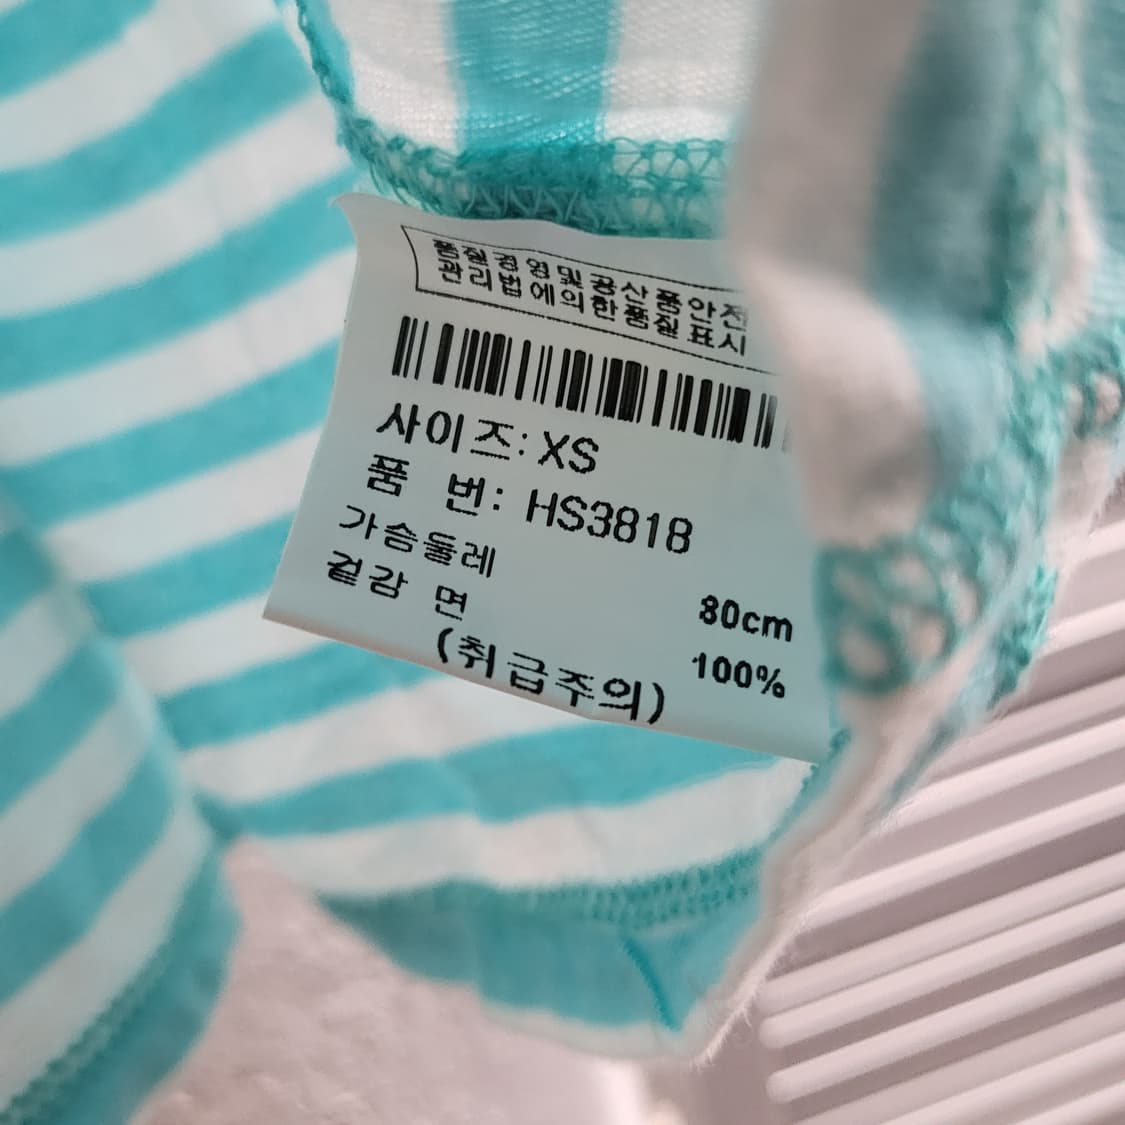 품질경영및공산품안전
관리법에의한품질표시
사이즈: XS
품 번: HS3818
가슴둘레 80cm
겉감 면 100%
(취급주의)